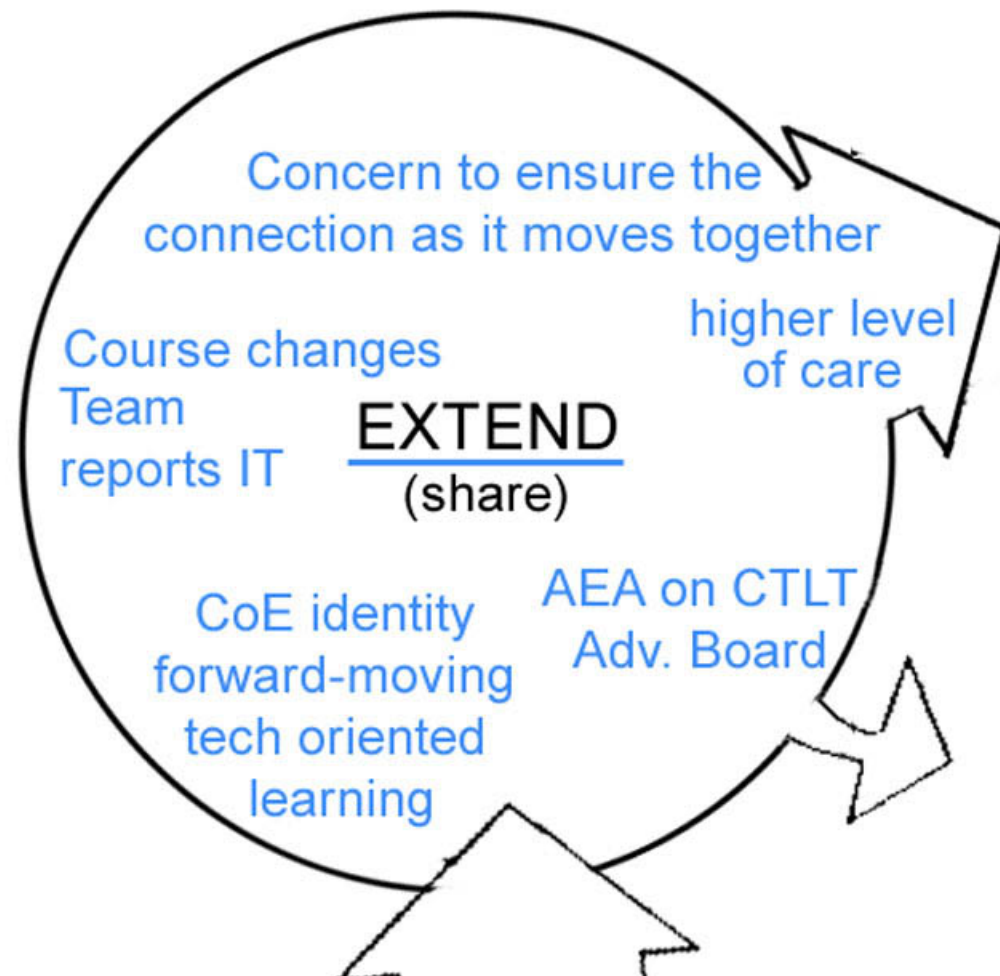 Concern to ensure the
connection as it moves together
higher level
of care
Course changes
Team
reports IT
EXTEND
(share)
AEA on CTLT
Adv. Board
CoE identity
forward-moving
tech oriented
learning